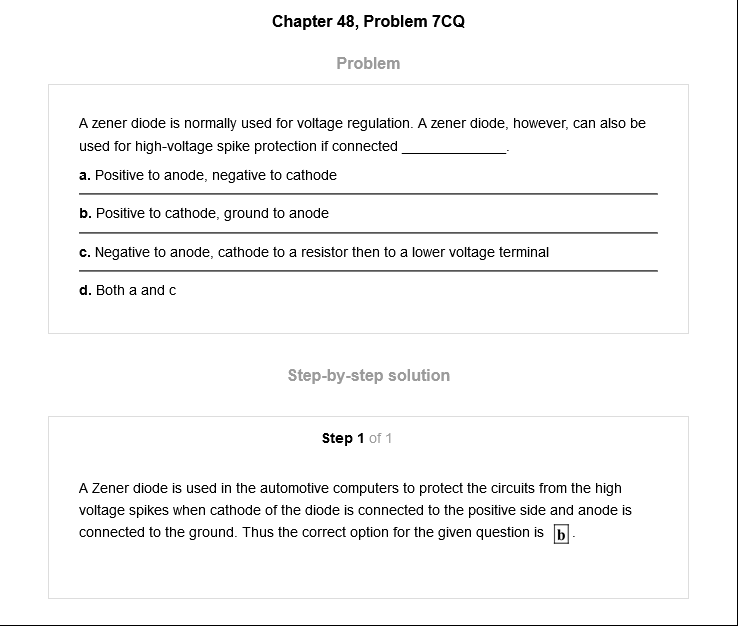 Chapter 48, Problem 7CQ
Problem
A zener diode is normally used for voltage regulation. A zener diode, however, can also be
used for high-voltage spike protection if connected ______________.
a. Positive to anode, negative to cathode
b. Positive to cathode, ground to anode
c. Negative to anode, cathode to a resistor then to a lower voltage terminal
d. Both a and c
Step-by-step solution
Step 1 of 1
A Zener diode is used in the automotive computers to protect the circuits from the high
voltage spikes when cathode of the diode is connected to the positive side and anode is
connected to the ground. Thus the correct option for the given question is b.